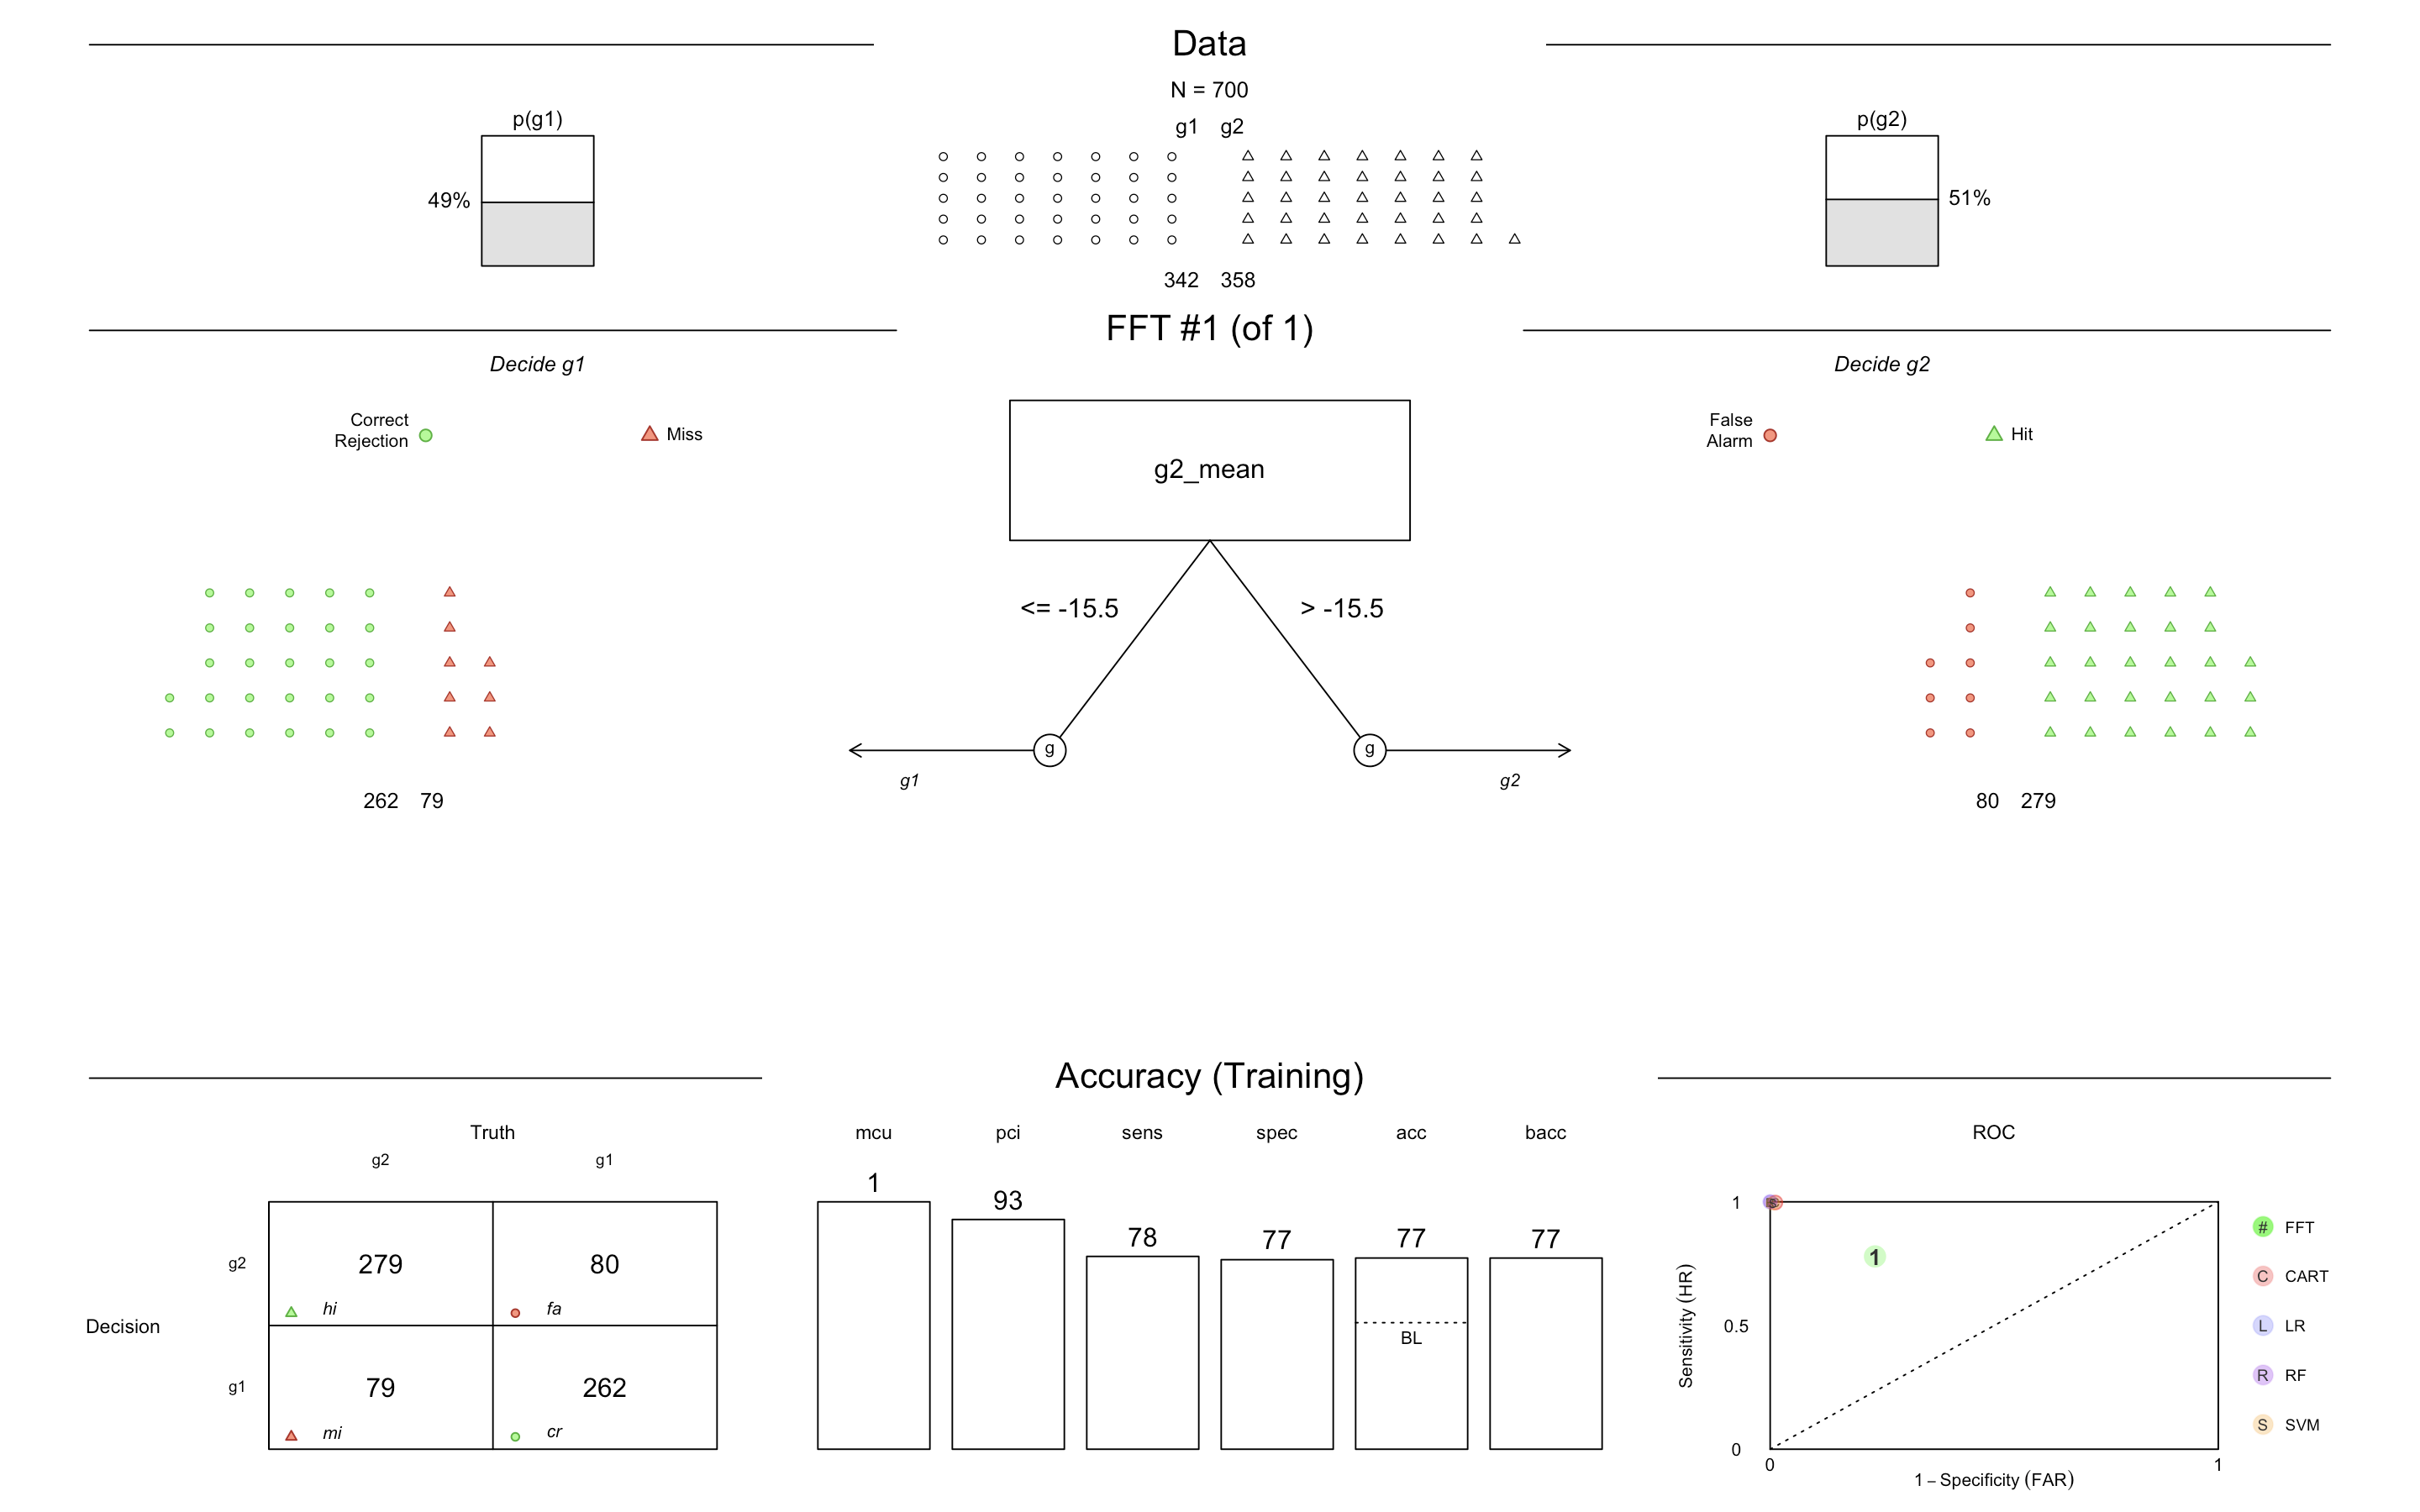 Data
N = 700
p(g1)
p(g2)
g1 g2
49%
51%
342 358
FFT #1 (of 1)
Decide g1
Decide g2
Correct
Rejection
Miss
False
Alarm
Hit
g2_mean
<= -15.5
> -15.5
g
g
g1
g2
262 79
80 279
Accuracy (Training)
Truth
g2
g1
Decision
g2
279
hi
80
fa
g1
79
mi
262
cr
mcu
pci
sens
spec
acc
bacc
1
93
78
77
77
77
BL
ROC
1
0.5
0
Sensitivity (HR)
1
0
1
1 – Specificity (FAR)
# FFT
C CART
L LR
R RF
S SVM